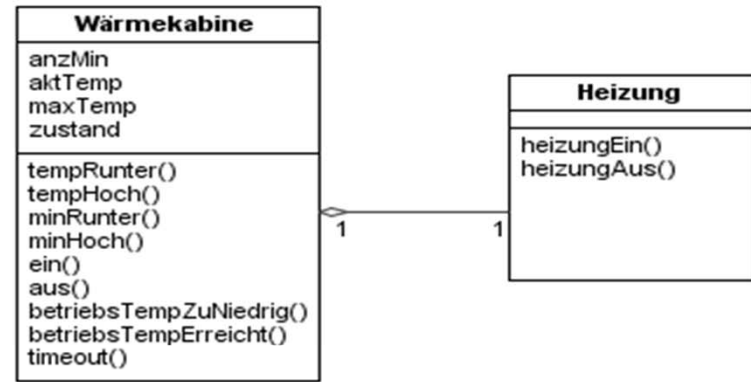 Wärmekabine
anzMin
aktTemp
maxTemp
zustand
tempRunter()
tempHoch()
minRunter()
minHoch()
ein()
aus()
betriebsTempZuNiedrig()
betriebsTempErreicht()
timeout()
1
1
Heizung
heizungEin()
heizungAus()